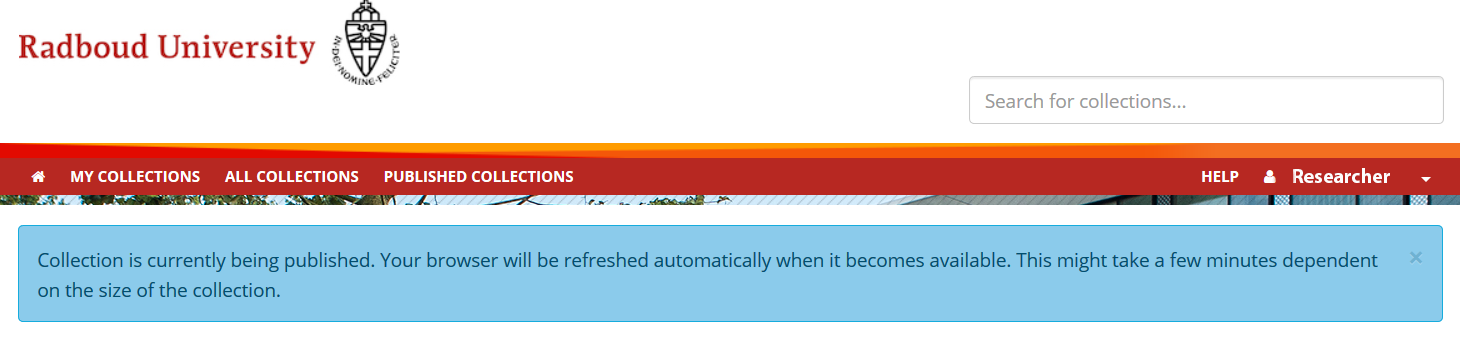 Radboud University
IN·DEI·NOMINE·FELICITER
Search for collections...
MY COLLECTIONS ALL COLLECTIONS PUBLISHED COLLECTIONS HELP Researcher
Collection is currently being published. Your browser will be refreshed automatically when it becomes available. This might take a few minutes dependent ×
on the size of the collection.